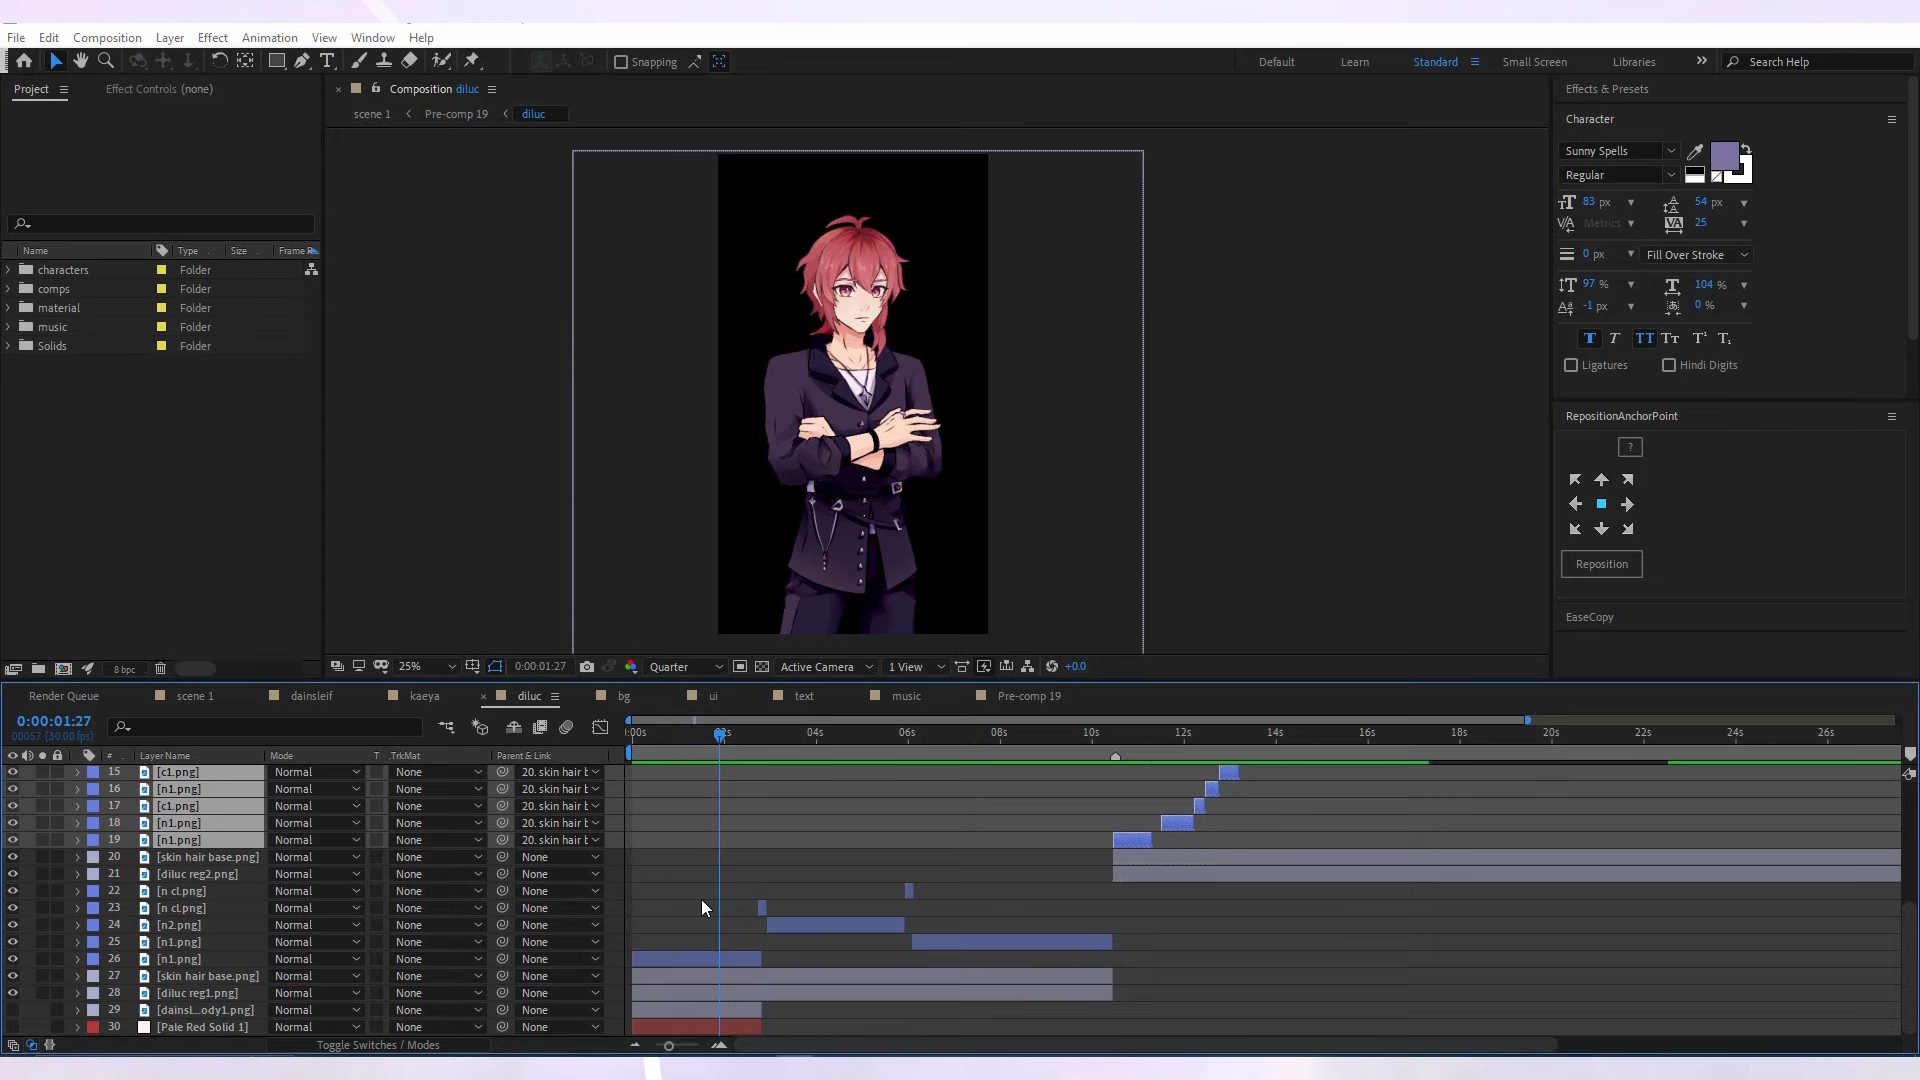 File Edit Composition Layer Effect Animation View Window Help
Snapping Default Learn Standard Small Screen Libraries Search Help
Project Effect Controls (none)
Composition diluc
Effects & Presets
scene 1 Pre-comp 19 diluc
Character
Sunny Spells
Regular
83 px 54 px
Metrics 25
0 px Fill Over Stroke
97 % 104 %
-1 px 0 %
T T TT Tт T¹ T₁
Ligatures Hindi Digits
Name Type Size Frame R
characters Folder
comps Folder
material Folder
music Folder
Solids Folder
RepositionAnchorPoint
?
Reposition
EaseCopy
8 bpc
25% 0:00:01:27 Quarter Active Camera 1 View +0.0
Render Queue scene 1 dainsleif kaeya diluc bg ui text music Pre-comp 19
0:00:01:27
00057 (30.00 fps)
:00s 04s 06s 08s 10s 12s 14s 16s 18s 20s 22s 24s 26s
# Layer Name Mode T .TrkMat Parent & Link
15 [c1.png] Normal None 20. skin hair b
16 [n1.png] Normal None 20. skin hair b
17 [c1.png] Normal None 20. skin hair b
18 [n1.png] Normal None 20. skin hair b
19 [n1.png] Normal None 20. skin hair b
20 [skin hair base.png] Normal None None
21 [diluc reg2.png] Normal None None
22 [n cl.png] Normal None None
23 [n cl.png] Normal None None
24 [n2.png] Normal None None
25 [n1.png] Normal None None
26 [n1.png] Normal None None
27 [skin hair base.png] Normal None None
28 [diluc reg1.png] Normal None None
29 [dainsl...ody1.png] Normal None None
30 [Pale Red Solid 1] Normal None None
Toggle Switches / Modes